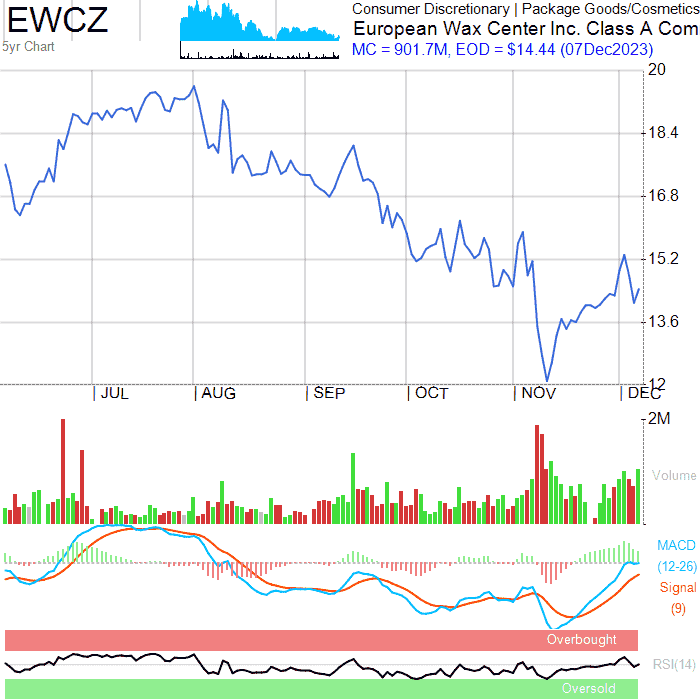 EWCZ
5yr Chart
Consumer Discretionary | Package Goods/Cosmetics
European Wax Center Inc. Class A Com
MC = 901.7M, EOD = $14.44 (07Dec2023)
20
18.4
16.8
15.2
13.6
12
JUL AUG SEP OCT NOV DEC
2M
Volume
MACD
(12-26)
Signal
(9)
Overbought
RSI(14)
Oversold